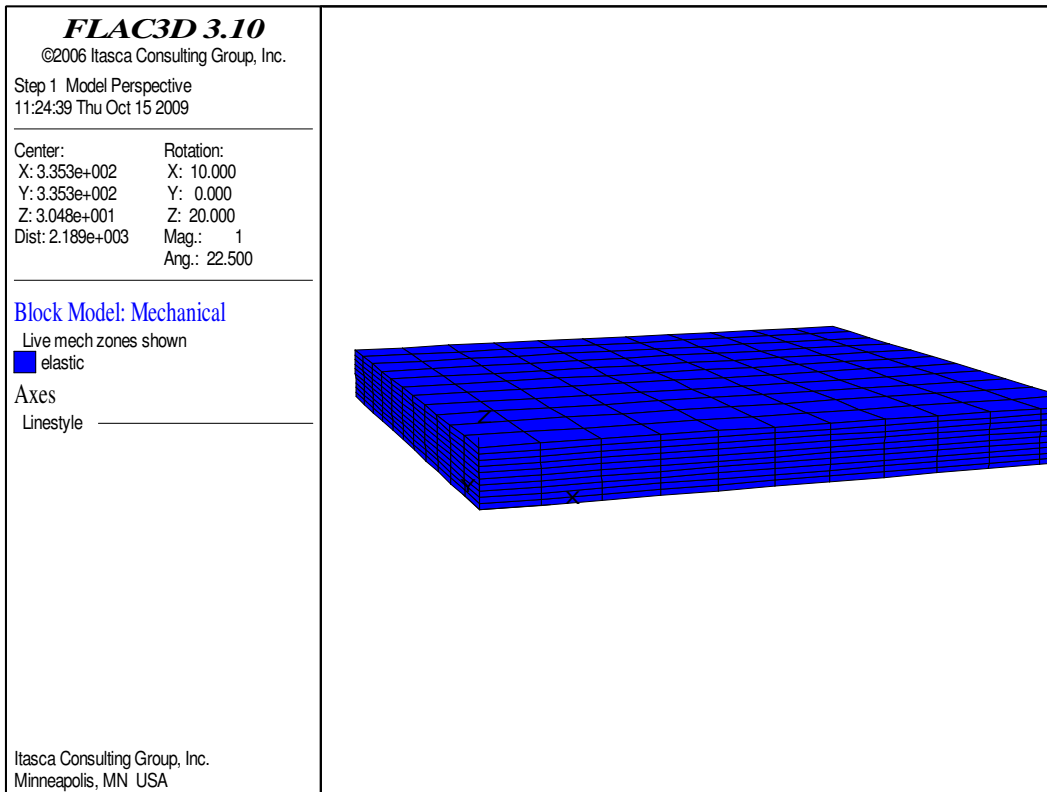 FLAC3D 3.10
©2006 Itasca Consulting Group, Inc.
Step 1 Model Perspective
11:24:39 Thu Oct 15 2009
Center: Rotation:
X: 3.353e+002 X: 10.000
Y: 3.353e+002 Y: 0.000
Z: 3.048e+001 Z: 20.000
Dist: 2.189e+003 Mag.: 1
Ang.: 22.500
Block Model: Mechanical
Live mech zones shown
elastic
Axes
Linestyle
Z
Y
X
Itasca Consulting Group, Inc.
Minneapolis, MN USA